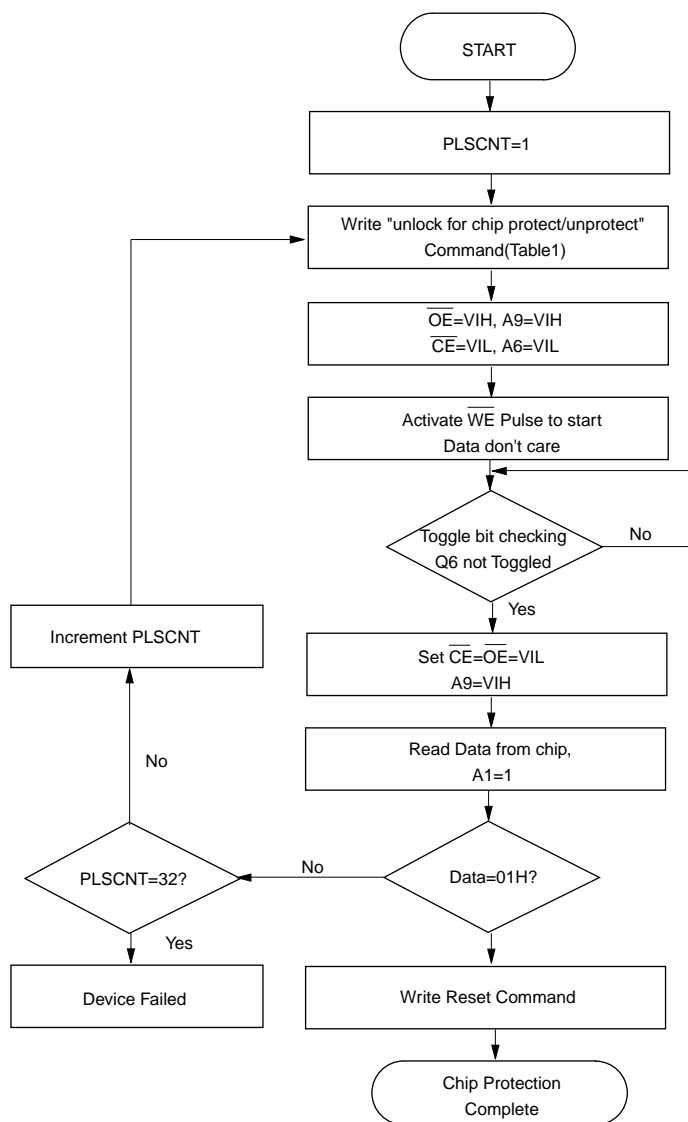 START
PLSCNT=1
Write "unlock for chip protect/unprotect"
Command(Table1)
OE=VIH, A9=VIH
CE=VIL, A6=VIL
Activate WE Pulse to start
Data don't care
Toggle bit checking
Q6 not Toggled
No
Yes
Increment PLSCNT
Set CE=OE=VIL
A9=VIH
Read Data from chip,
A1=1
No
PLSCNT=32?
No
Data=01H?
Yes
Device Failed
Write Reset Command
Chip Protection
Complete